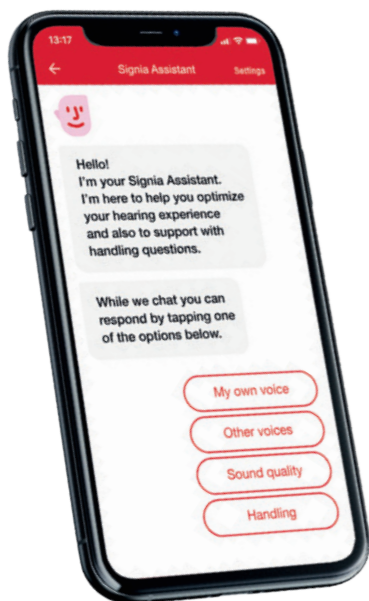 13:17
Signia Assistant
Settings
Hello!
I'm your Signia Assistant.
I'm here to help you optimize
your hearing experience
and also to support with
handling questions.
While we chat you can
respond by tapping one
of the options below.
My own voice
Other voices
Sound quality
Handling